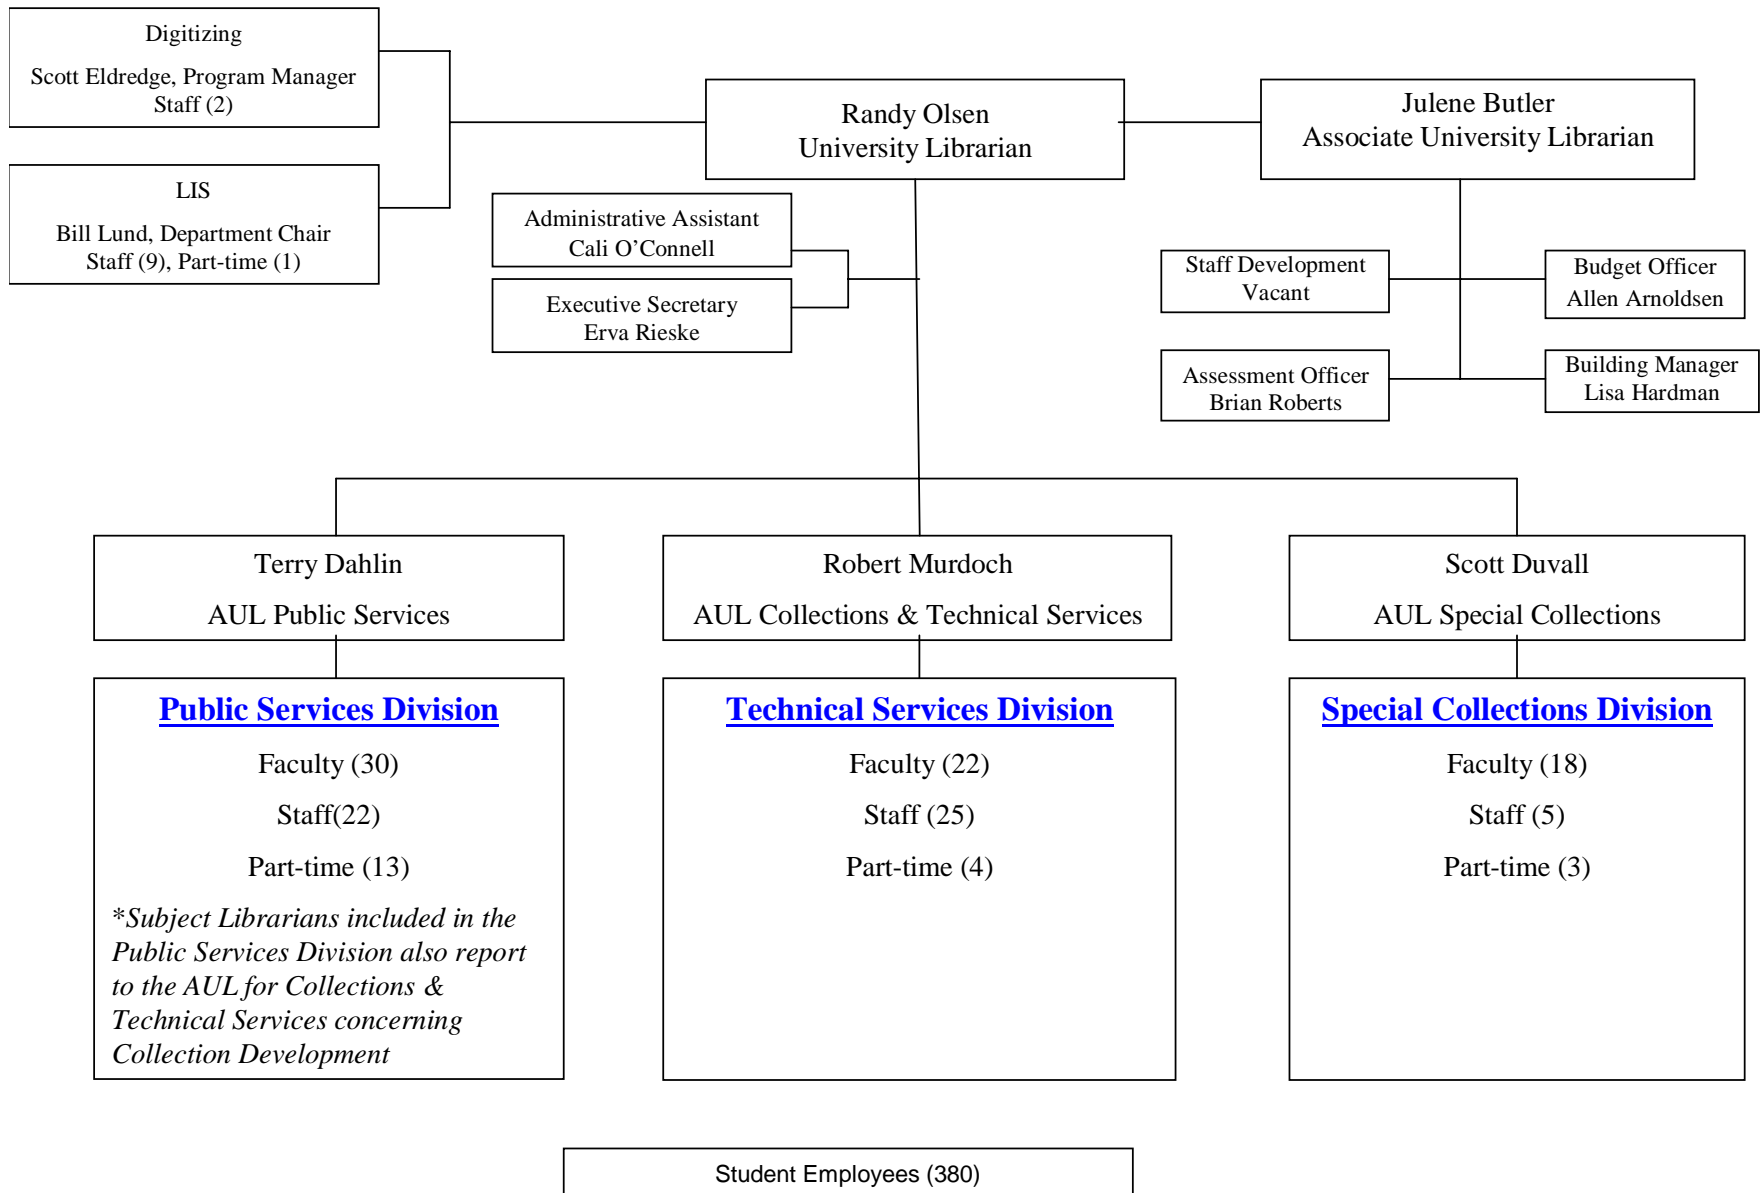 Digitizing
Scott Eldredge, Program Manager
Staff (2)
LIS
Bill Lund, Department Chair
Staff (9), Part-time (1)
Randy Olsen
University Librarian
Julene Butler
Associate University Librarian
Administrative Assistant
Cali O’Connell
Executive Secretary
Erva Rieske
Staff Development
Vacant
Budget Officer
Allen Arnoldsen
Assessment Officer
Brian Roberts
Building Manager
Lisa Hardman
Terry Dahlin
AUL Public Services
Robert Murdoch
AUL Collections & Technical Services
Scott Duvall
AUL Special Collections
Public Services Division
Faculty (30)
Staff(22)
Part-time (13)
*Subject Librarians included in the
Public Services Division also report
to the AUL for Collections &
Technical Services concerning
Collection Development
Technical Services Division
Faculty (22)
Staff (25)
Part-time (4)
Special Collections Division
Faculty (18)
Staff (5)
Part-time (3)
Student Employees (380)